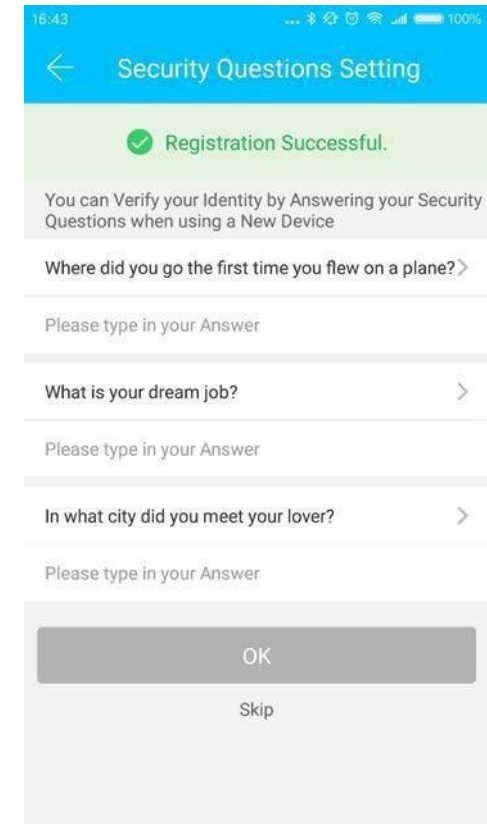 16:43 ... 100%
Security Questions Setting
Registration Successful.
You can Verify your Identity by Answering your Security
Questions when using a New Device
Where did you go the first time you flew on a plane?
Please type in your Answer
What is your dream job?
Please type in your Answer
In what city did you meet your lover?
Please type in your Answer
OK
Skip